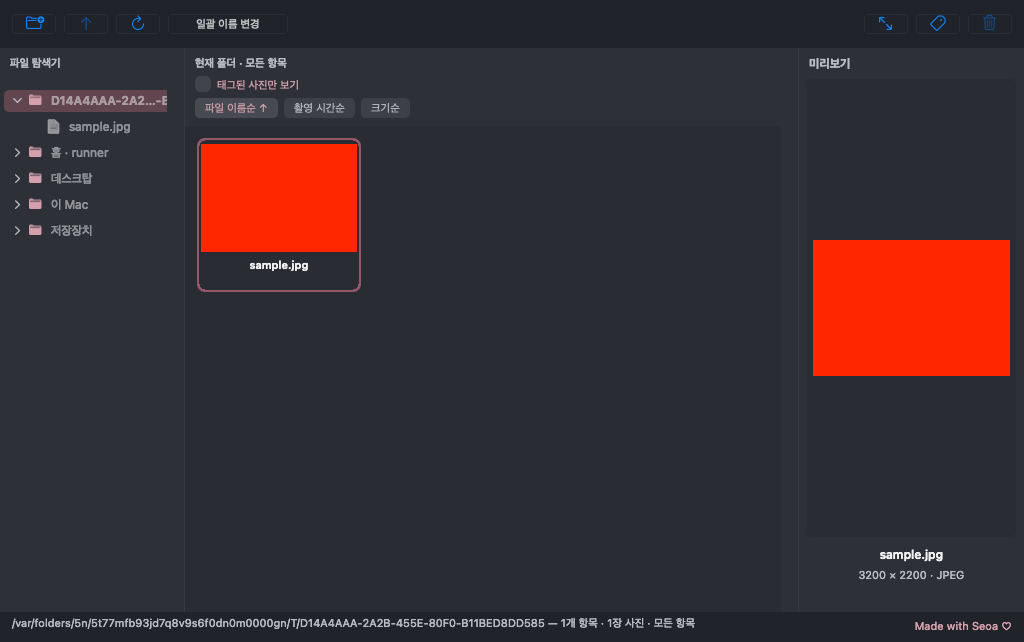 일괄 이름 변경
파일 탐색기
D14A4AAA-2A2...-E
sample.jpg
홈 · runner
데스크탑
이 Mac
저장장치
현재 폴더 · 모든 항목
태그된 사진만 보기
파일 이름순 ↑
촬영 시간순
크기순
sample.jpg
미리보기
sample.jpg
3200 × 2200 · JPEG
/var/folders/5n/5t77mfb93jd7q8v9s6f0dn0m0000gn/T/D14A4AAA-2A2B-455E-80F0-B11BED8DD585 — 1개 항목 · 1장 사진 · 모든 항목
Made with Seoa ♡